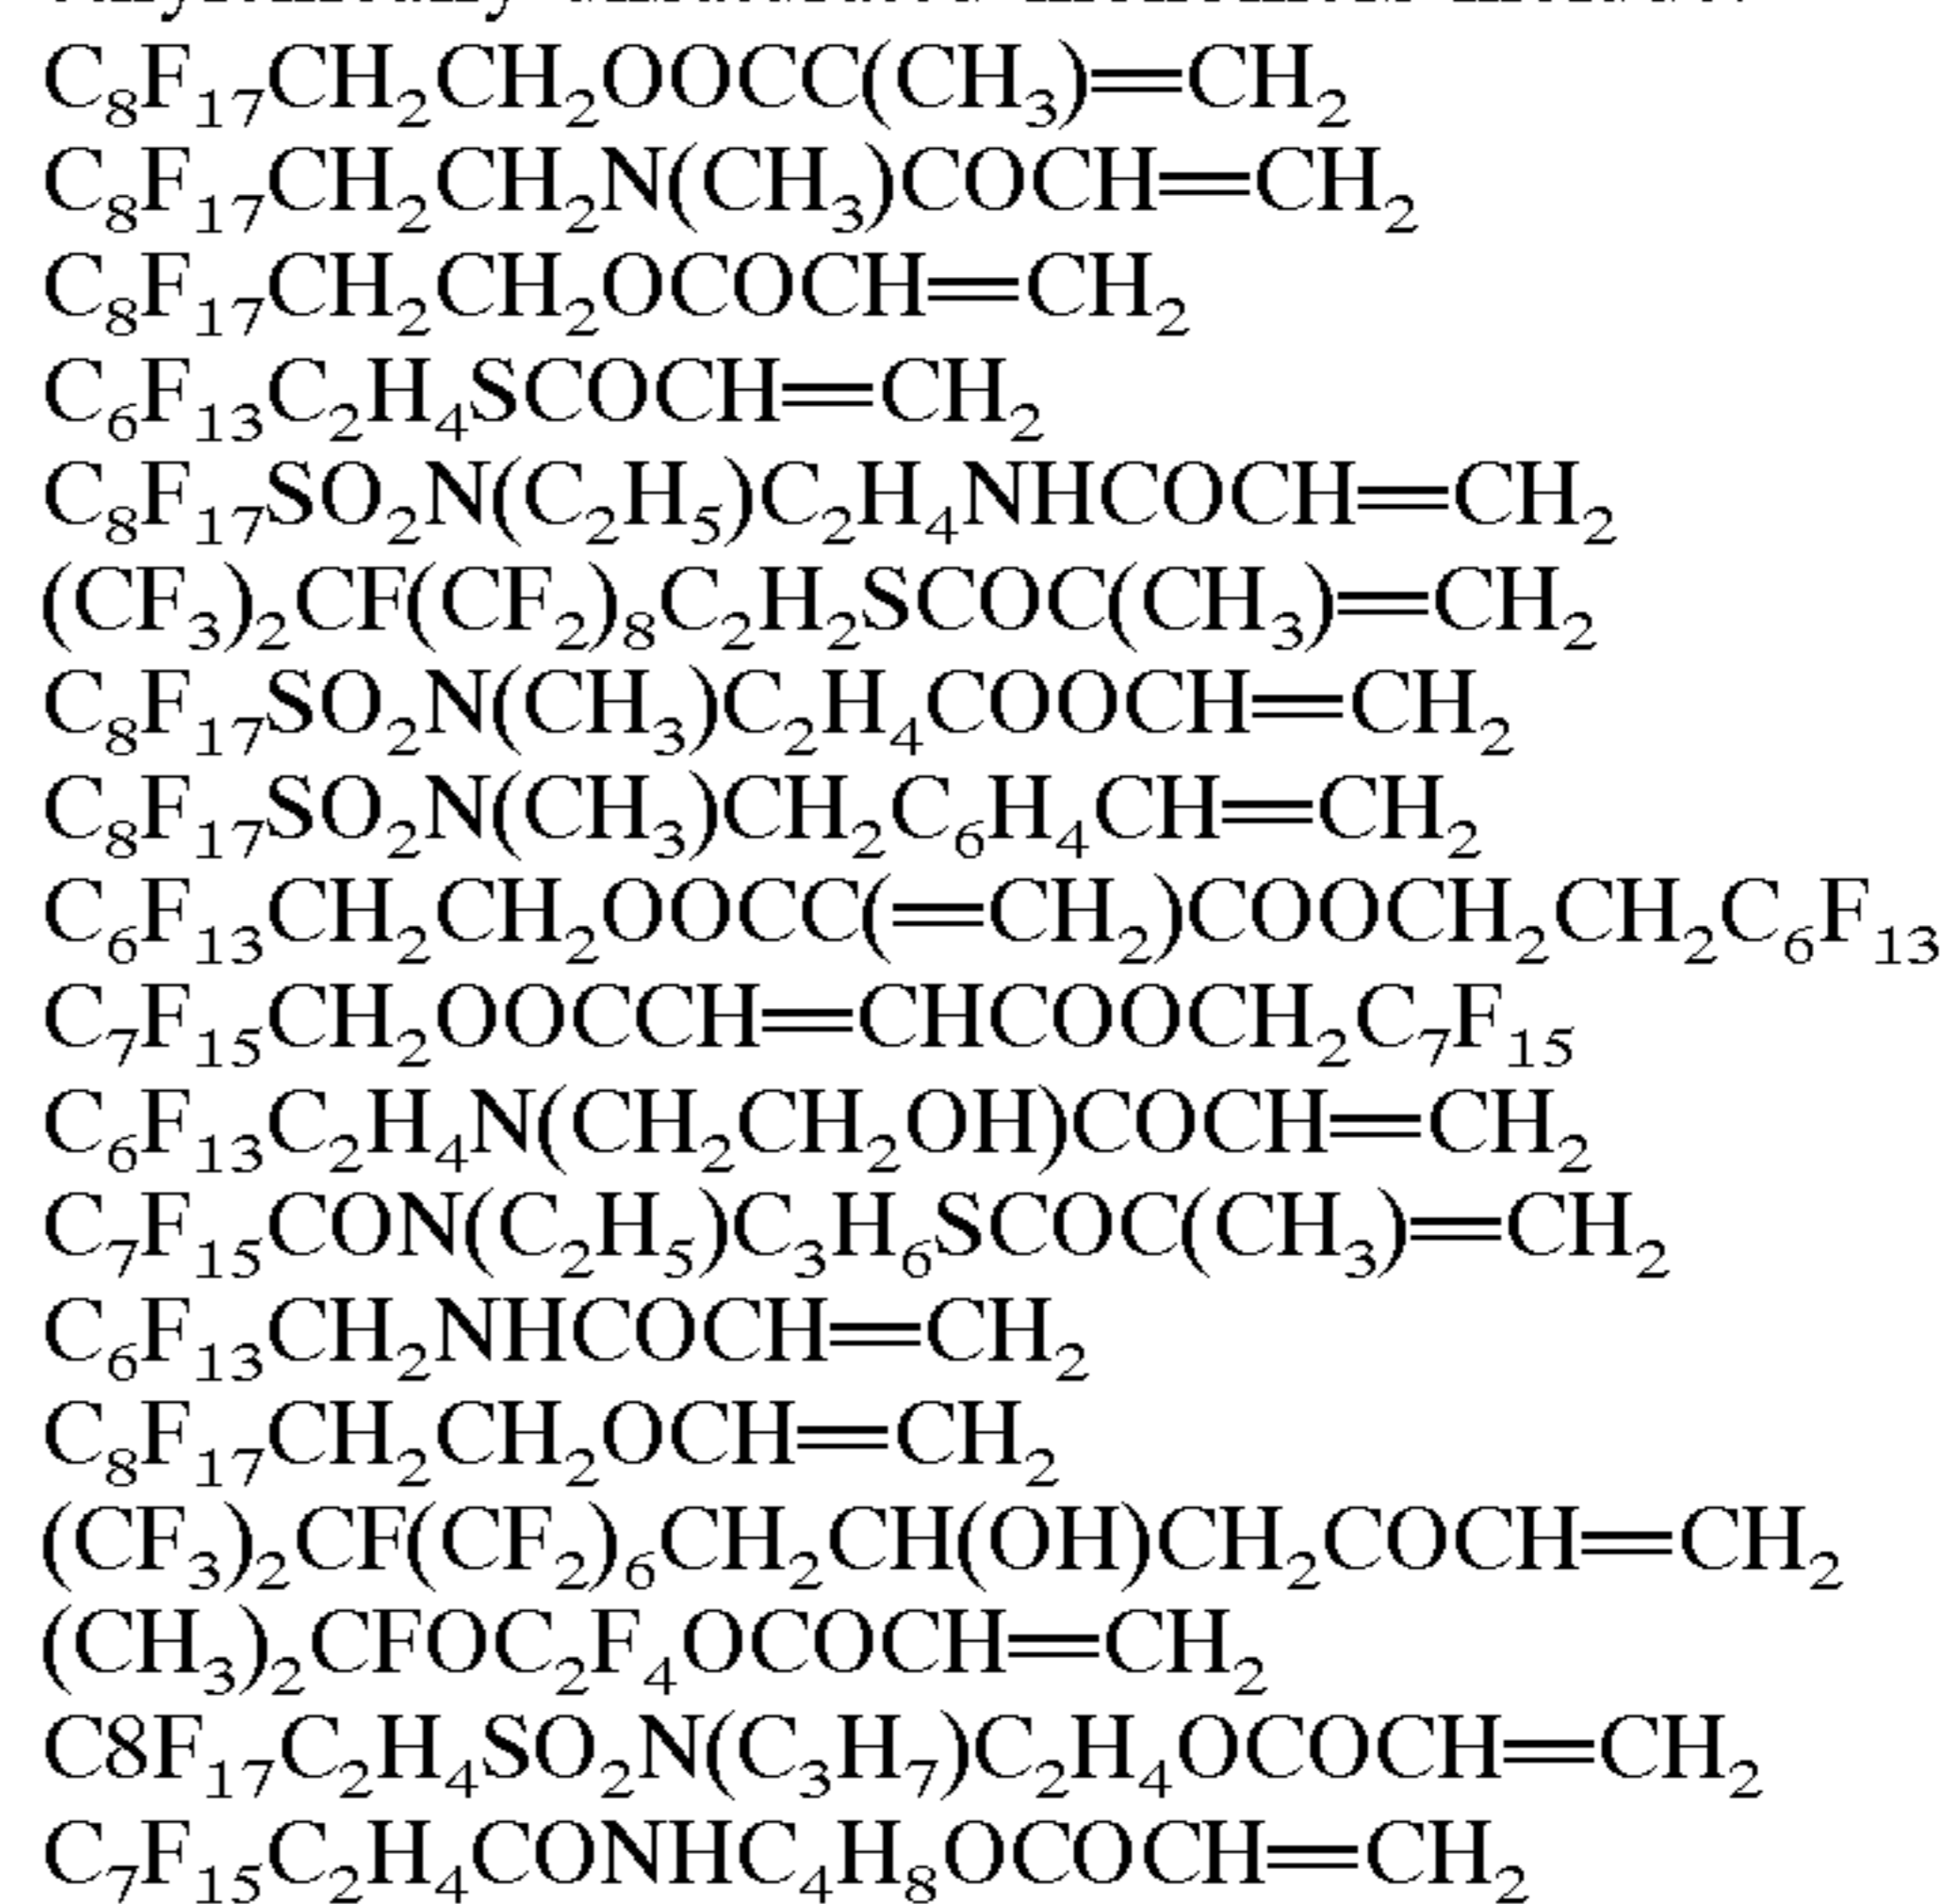 C₈F₁₇CH₂CH₂OOCC(CH₃)═CH₂
C₈F₁₇CH₂CH₂N(CH₃)COCH═CH₂
C₈F₁₇CH₂CH₂OCOCH═CH₂
C₆F₁₃C₂H₄SCOCH═CH₂
C₈F₁₇SO₂N(C₂H₅)C₂H₄NHCOCH═CH₂
(CF₃)₂CF(CF₂)₈C₂H₂SCOC(CH₃)═CH₂
C₈F₁₇SO₂N(CH₃)C₂H₄COOCH═CH₂
C₈F₁₇SO₂N(CH₃)CH₂C₆H₄CH═CH₂
C₆F₁₃CH₂CH₂OOCC(═CH₂)COOCH₂CH₂C₆F₁₃
C₇F₁₅CH₂OOCCH═CHCOOCH₂C₇F₁₅
C₆F₁₃C₂H₄N(CH₂CH₂OH)COCH═CH₂
C₇F₁₅CON(C₂H₅)C₃H₆SCOC(CH₃)═CH₂
C₆F₁₃CH₂NHCOCH═CH₂
C₈F₁₇CH₂CH₂OCH═CH₂
(CF₃)₂CF(CF₂)₆CH₂CH(OH)CH₂COCH═CH₂
(CH₃)₂CFOC₂F₄OCOCH═CH₂
C8F₁₇C₂H₄SO₂N(C₃H₇)C₂H₄OCOCH═CH₂
C₇F₁₅C₂H₄CONHC₄H₈OCOCH═CH₂